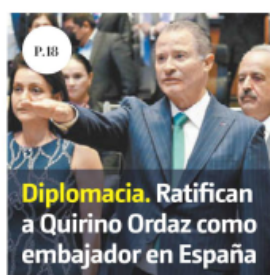 P.18
Diplomacia. Ratifican
a Quirino Ordaz como
embajador en España